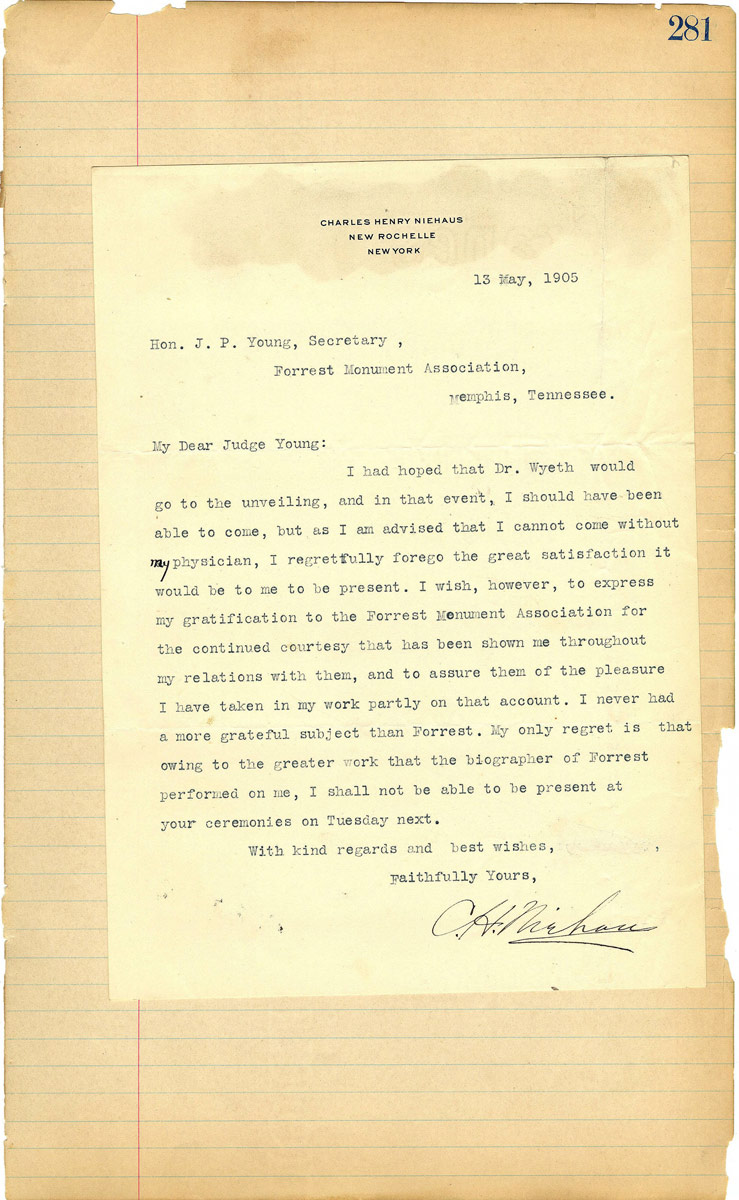 281
CHARLES HENRY NIEHAUS
NEW ROCHELLE
NEW YORK
13 May, 1905
Hon. J. P. Young, Secretary ,
Forrest Monument Association,
Memphis, Tennessee.
My Dear Judge Young:
I had hoped that Dr. Wyeth would
go to the unveiling, and in that event, I should have been
able to come, but as I am advised that I cannot come without
my physician, I regretfully forego the great satisfaction it
would be to me to be present. I wish, however, to express
my gratification to the Forrest Monument Association for
the continued courtesy that has been shown me throughout
my relations with them, and to assure them of the pleasure
I have taken in my work partly on that account. I never had
a more grateful subject than Forrest. My only regret is that
owing to the greater work that the biographer of Forrest
performed on me, I shall not be able to be present at
your ceremonies on Tuesday next.
With kind regards and best wishes, ,
Faithfully Yours,
C. H. Niehaus